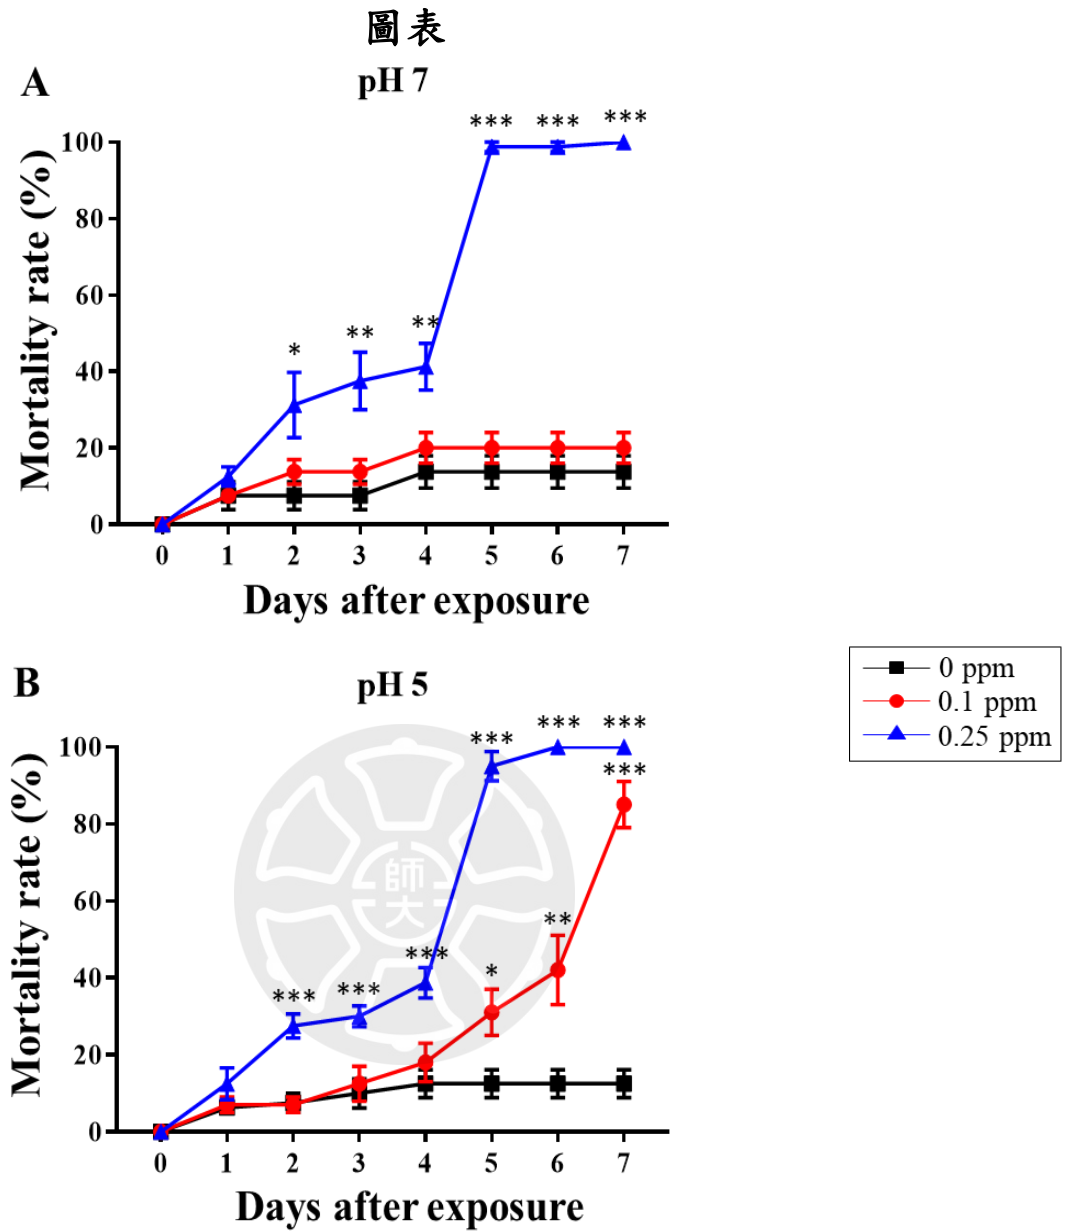 圖表
A
pH 7
Mortality rate (%)
100
80
60
40
20
0
*
**
**
***
***
***
0 1 2 3 4 5 6 7
Days after exposure
B
pH 5
Mortality rate (%)
100
80
60
40
20
0
***
***
***
***
***
***
*
**
***
師大
0 1 2 3 4 5 6 7
Days after exposure
0 ppm
0.1 ppm
0.25 ppm